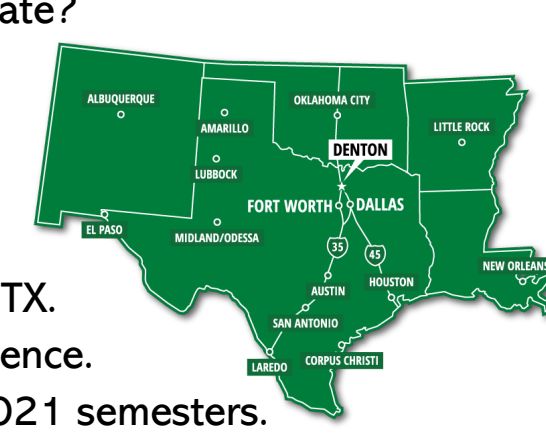 ate?
ALBUQUERQUE
OKLAHOMA CITY
AMARILLO
LITTLE ROCK
DENTON
LUBBOCK
FORT WORTH DALLAS
EL PASO
MIDLAND/ODESSA
35
45
NEW ORLEANS
AUSTIN
HOUSTON
TX.
SAN ANTONIO
ence.
LAREDO
CORPUS CHRISTI
021 semesters.